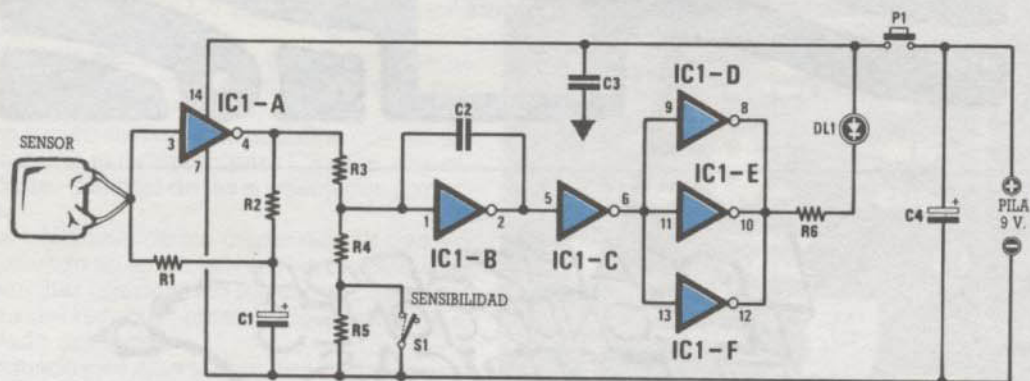 P1
14
IC1-A
C3
IC1-D
9
8
SENSOR
3
4
C2
DL1
7
R3
IC1-E
+
R2
1
2
5
6
11
10
C4
PILA
9 V.
R6
R4
IC1-B
IC1-C
R1
SENSIBILIDAD
+
C1
R5
S1
13
12
IC1-F